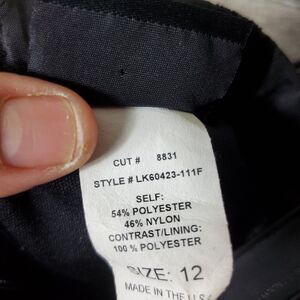 CUT # 8831
STYLE # LK60423-111F
SELF:
54% POLYESTER
46% NYLON
CONTRAST/LINING:
100 % POLYESTER
SIZE: 12
MADE IN THE U.S.A